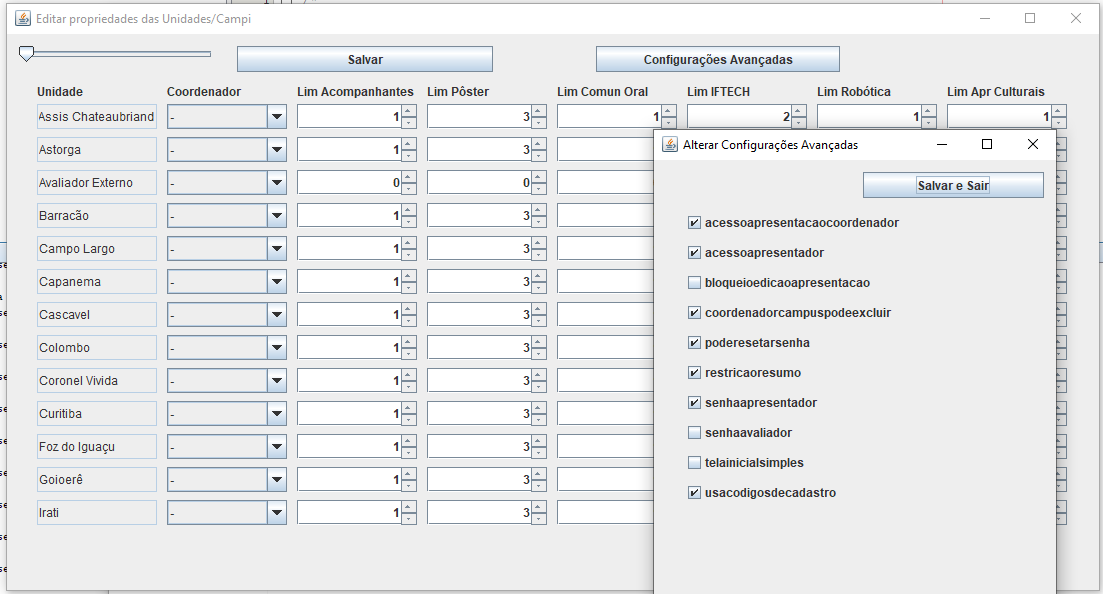 Editar propriedades das Unidades/Campi
Salvar Configurações Avançadas
Unidade Coordenador Lim Acompanhantes Lim Pôster Lim Comun Oral Lim IFTECH Lim Robótica Lim Apr Culturais
Assis Chateaubriand - 1 3 1 2 1 1
Astorga - 1 3
Avaliador Externo - 0 0
Barracão - 1 3
Campo Largo - 1 3
Capanema - 1 3
Cascavel - 1 3
Colombo - 1 3
Coronel Vivida - 1 3
Curitiba - 1 3
Foz do Iguaçu - 1 3
Goioerê - 1 3
Irati - 1 3
Alterar Configurações Avançadas
Salvar e Sair
acessoapresentacaocoordenador
acessoapresentador
bloqueioedicaoapresentacao
coordenadorcampuspodeexcluir
poderesetarsenha
restricaoresumo
senhaapresentador
senhaavaliador
telainicialsimples
usacodigosdecadastro